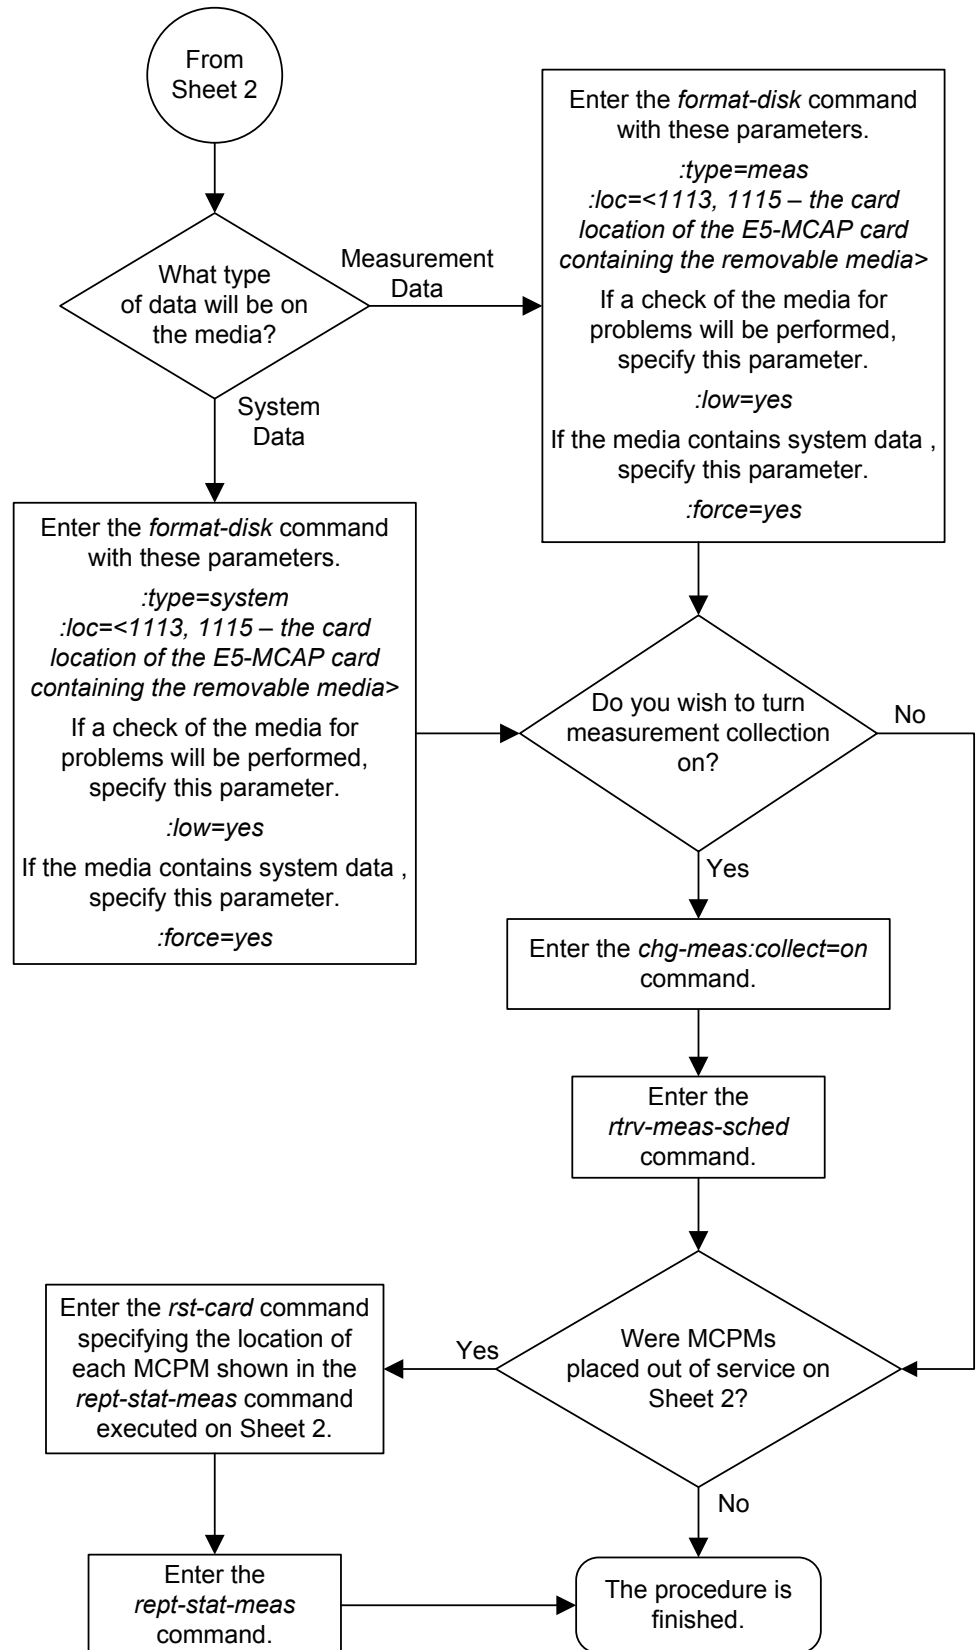 From
Sheet 2
What type
of data will be on
the media?
Measurement
Data
System
Data
Enter the format-disk command
with these parameters.
:type=meas
:loc=<1113, 1115 – the card
location of the E5-MCAP card
containing the removable media>
If a check of the media for
problems will be performed,
specify this parameter.
:low=yes
If the media contains system data ,
specify this parameter.
:force=yes
Enter the format-disk command
with these parameters.
:type=system
:loc=<1113, 1115 – the card
location of the E5-MCAP card
containing the removable media>
If a check of the media for
problems will be performed,
specify this parameter.
:low=yes
If the media contains system data ,
specify this parameter.
:force=yes
Do you wish to turn
measurement collection
on?
No
Yes
Enter the chg-meas:collect=on
command.
Enter the
rtrv-meas-sched
command.
Were MCPMs
placed out of service on
Sheet 2?
Yes
Enter the rst-card command
specifying the location of
each MCPM shown in the
rept-stat-meas command
executed on Sheet 2.
No
Enter the
rept-stat-meas
command.
The procedure is
finished.